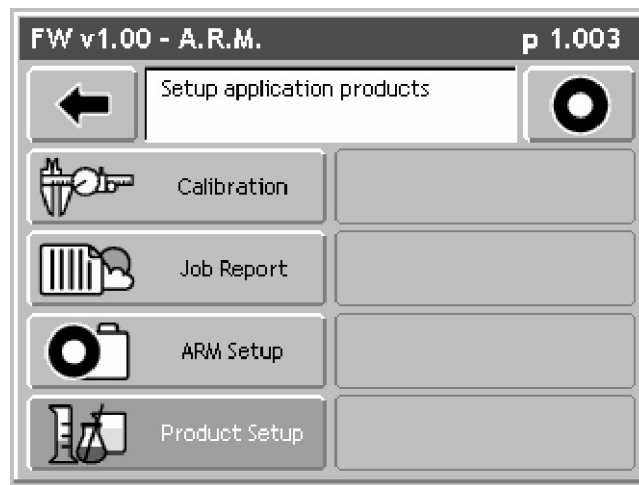 FW v1.00 - A.R.M. p 1.003
Setup application products
Calibration
Job Report
ARM Setup
Product Setup